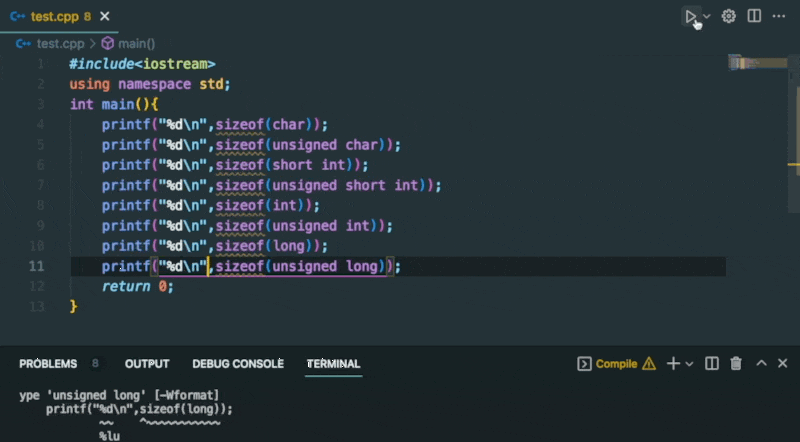 test.cpp 8
test.cpp > main()
1 #include<iostream>
2 using namespace std;
3 int main(){
4 printf("%d\n",sizeof(char));
5 printf("%d\n",sizeof(unsigned char));
6 printf("%d\n",sizeof(short int));
7 printf("%d\n",sizeof(unsigned short int));
8 printf("%d\n",sizeof(int));
9 printf("%d\n",sizeof(unsigned int));
10 printf("%d\n",sizeof(long));
11 printf("%d\n",sizeof(unsigned long));
12 return 0;
13 }
PROBLEMS 8 OUTPUT DEBUG CONSOLE TERMINAL Compile
ype 'unsigned long' [-Wformat]
printf("%d\n",sizeof(long));
~~ ^~~~~~~~~~~~
%lu